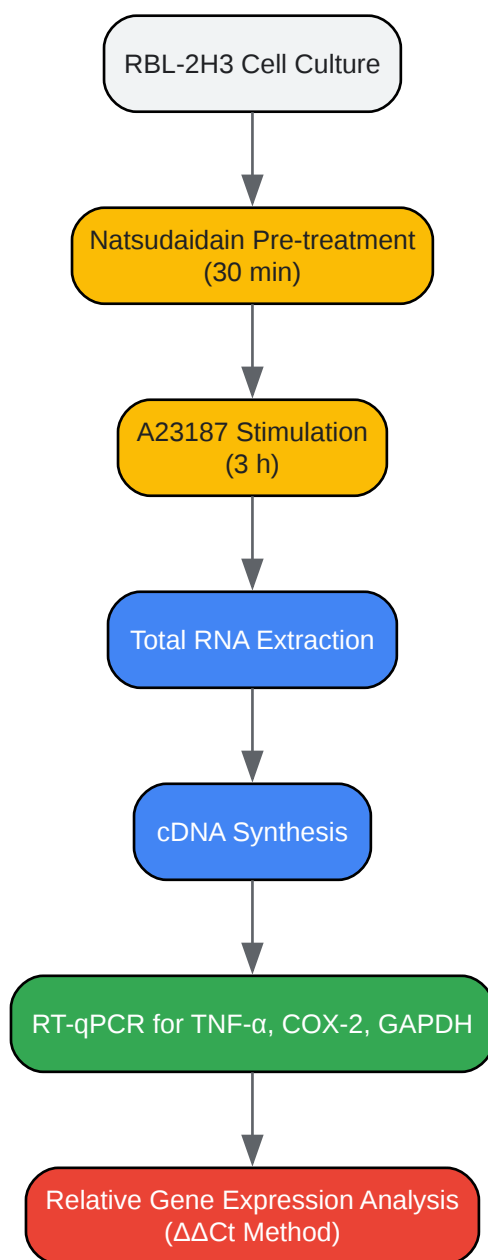 RBL-2H3 Cell Culture
Natsudaidain Pre-treatment
(30 min)
A23187 Stimulation
(3 h)
Total RNA Extraction
cDNA Synthesis
RT-qPCR for TNF-α, COX-2, GAPDH
Relative Gene Expression Analysis
(ΔΔCt Method)